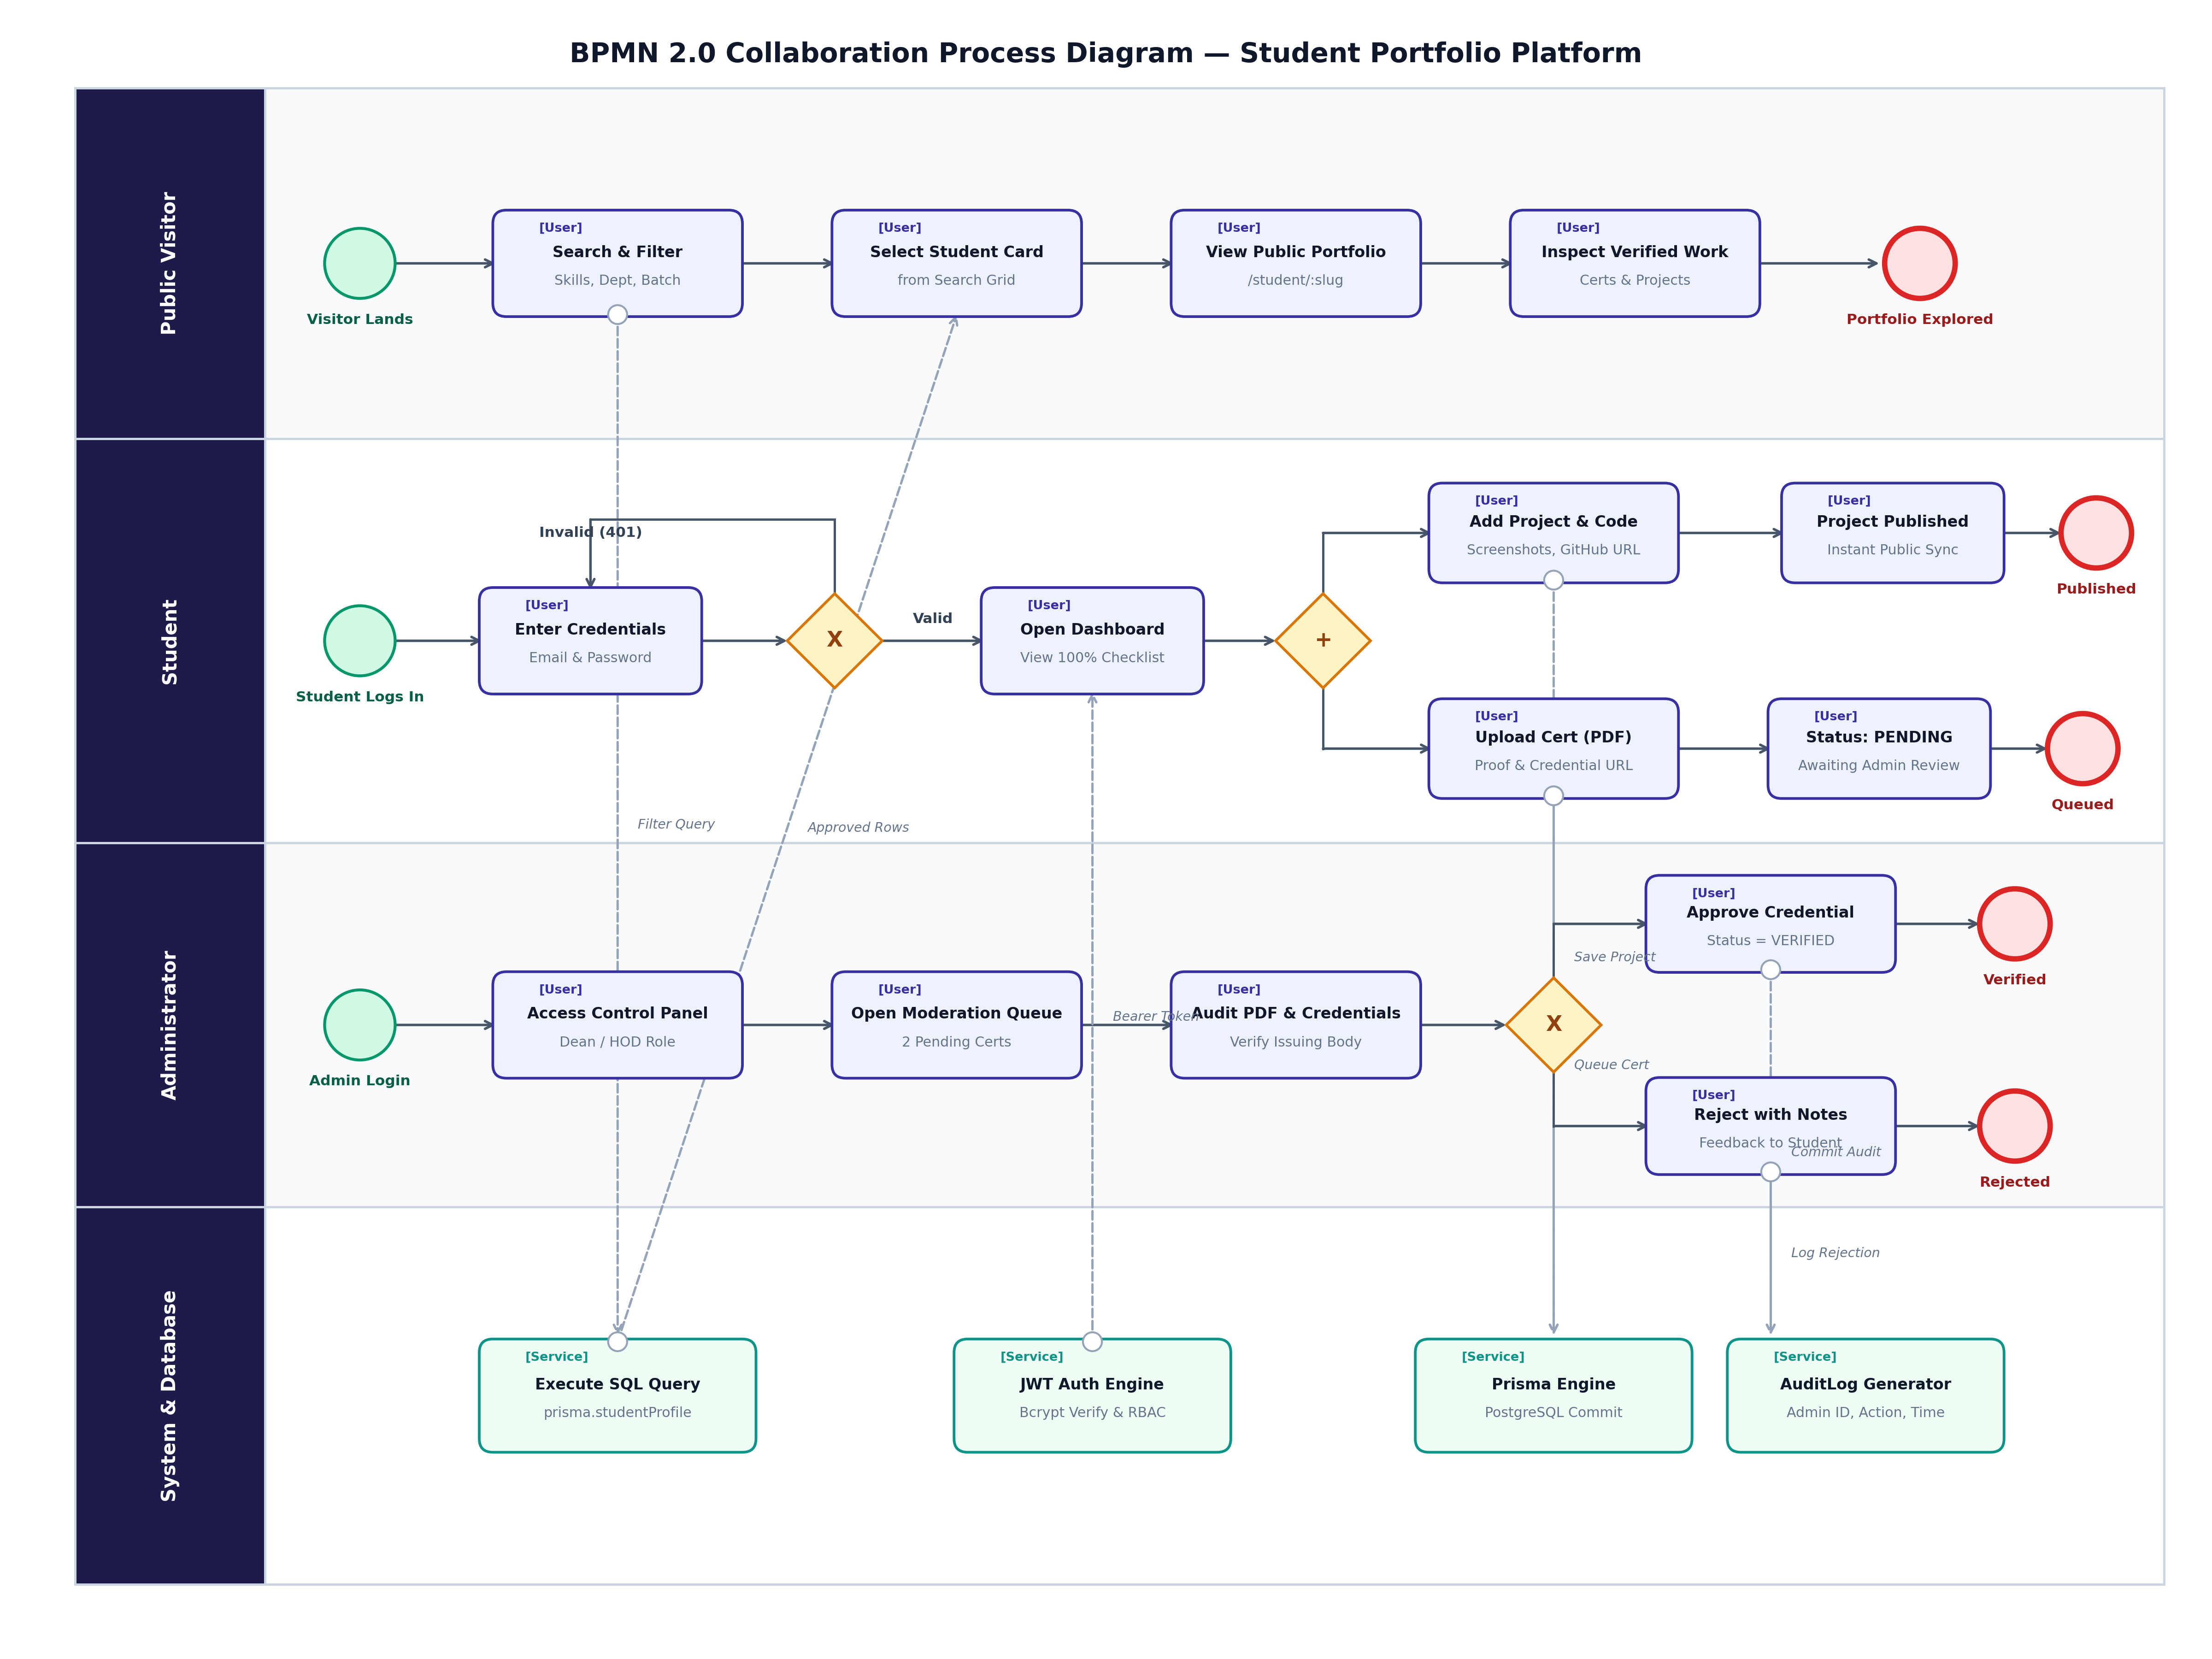 BPMN 2.0 Collaboration Process Diagram — Student Portfolio Platform
Public Visitor
Visitor Lands
[User]
Search & Filter
Skills, Dept, Batch
[User]
Select Student Card
from Search Grid
[User]
View Public Portfolio
/student/:slug
[User]
Inspect Verified Work
Certs & Projects
Portfolio Explored
Student
Student Logs In
Invalid (401)
[User]
Enter Credentials
Email & Password
X
Valid
[User]
Open Dashboard
View 100% Checklist
+
[User]
Add Project & Code
Screenshots, GitHub URL
[User]
Project Published
Instant Public Sync
Published
[User]
Upload Cert (PDF)
Proof & Credential URL
[User]
Status: PENDING
Awaiting Admin Review
Queued
Filter Query
Approved Rows
Administrator
Admin Login
[User]
Access Control Panel
Dean / HOD Role
[User]
Open Moderation Queue
2 Pending Certs
Bearer Token
[User]
Audit PDF & Credentials
Verify Issuing Body
X
Save Project
Queue Cert
[User]
Approve Credential
Status = VERIFIED
Verified
[User]
Reject with Notes
Feedback to Student
Commit Audit
Rejected
System & Database
Log Rejection
[Service]
Execute SQL Query
prisma.studentProfile
[Service]
JWT Auth Engine
Bcrypt Verify & RBAC
[Service]
Prisma Engine
PostgreSQL Commit
[Service]
AuditLog Generator
Admin ID, Action, Time